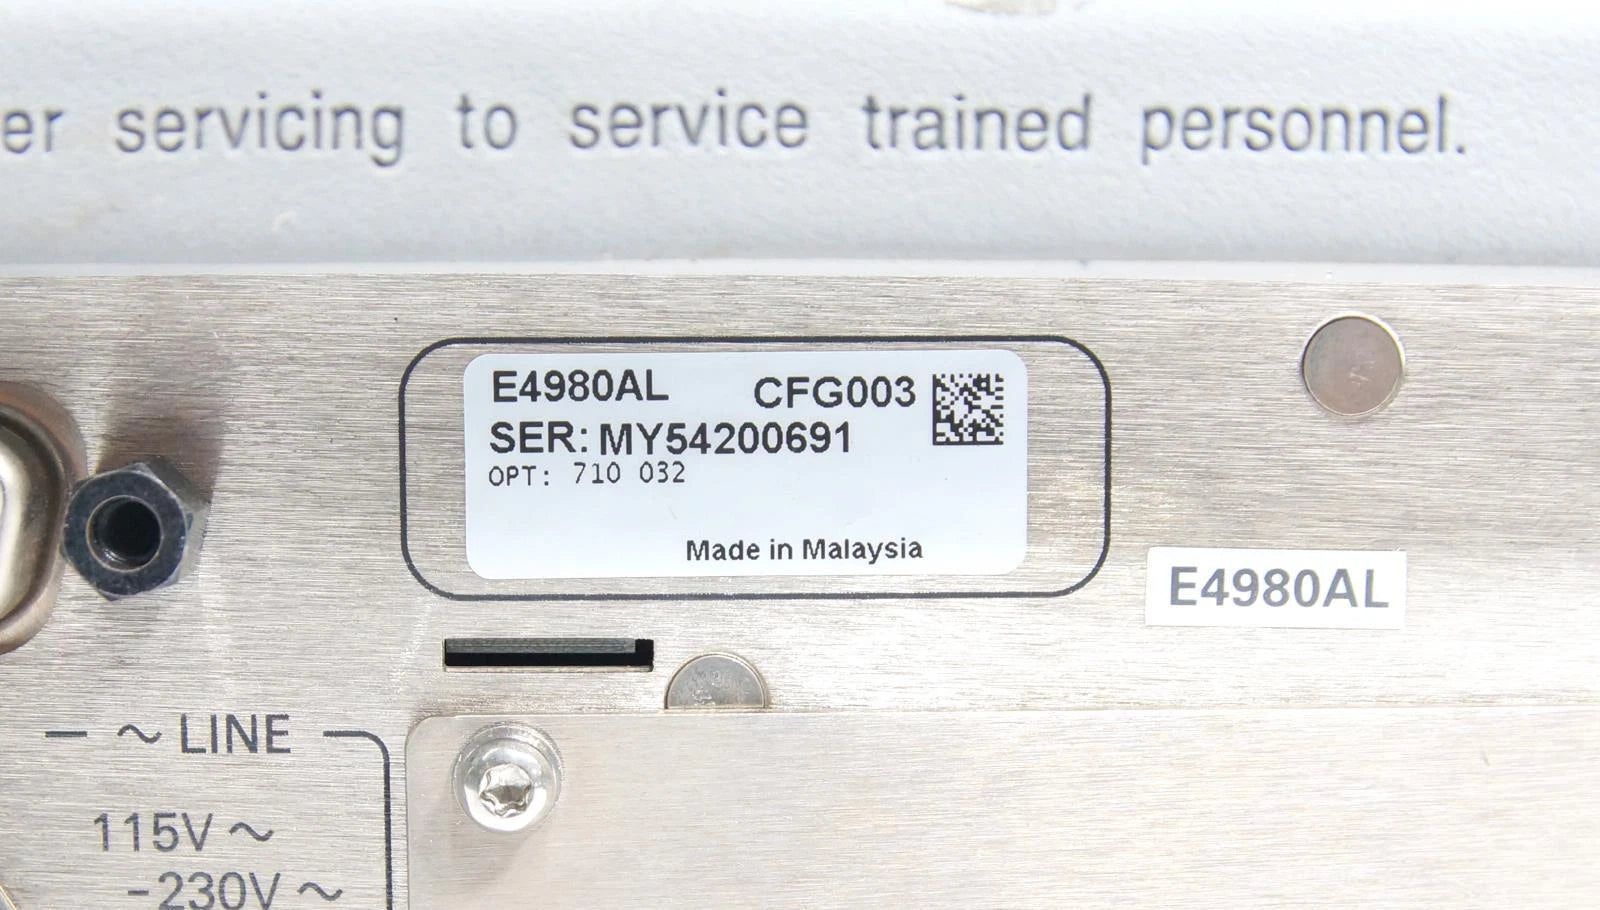 er servicing to service trained personnel.
E4980AL CFG003
SER: MY54200691
OPT: 710 032
Made in Malaysia
E4980AL
~ LINE
115V ~
-230V ~